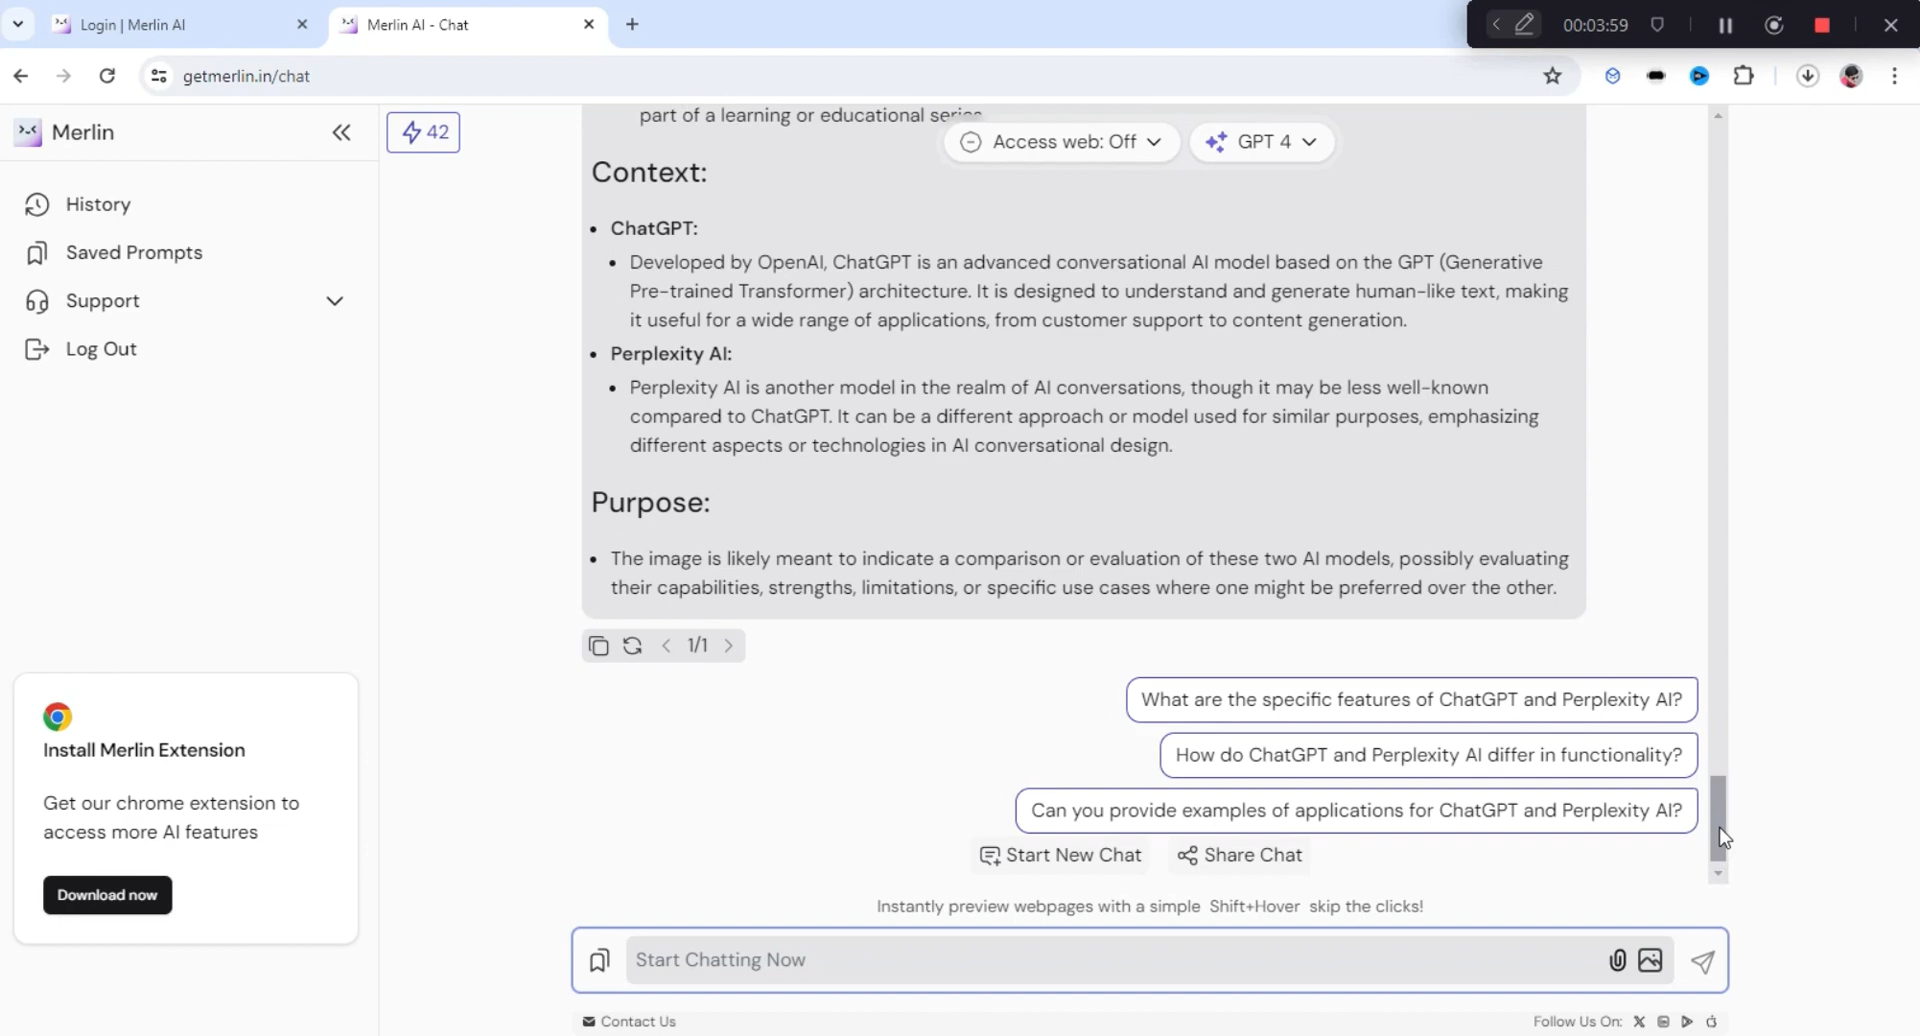 Login | Merlin AI
Merlin AI - Chat
00:03:59
getmerlin.in/chat
Merlin
42
History
Saved Prompts
Support
Log Out
part of a learning or educational series
Access web: Off
GPT 4
Context:
ChatGPT:
Developed by OpenAI, ChatGPT is an advanced conversational AI model based on the GPT (Generative
Pre-trained Transformer) architecture. It is designed to understand and generate human-like text, making
it useful for a wide range of applications, from customer support to content generation.
Perplexity AI:
Perplexity AI is another model in the realm of AI conversations, though it may be less well-known
compared to ChatGPT. It can be a different approach or model used for similar purposes, emphasizing
different aspects or technologies in AI conversational design.
Purpose:
The image is likely meant to indicate a comparison or evaluation of these two AI models, possibly evaluating
their capabilities, strengths, limitations, or specific use cases where one might be preferred over the other.
1/1
What are the specific features of ChatGPT and Perplexity AI?
How do ChatGPT and Perplexity AI differ in functionality?
Can you provide examples of applications for ChatGPT and Perplexity AI?
Start New Chat
Share Chat
Install Merlin Extension
Get our chrome extension to
access more AI features
Download now
Instantly preview webpages with a simple Shift+Hover skip the clicks!
Start Chatting Now
Contact Us
Follow Us On: